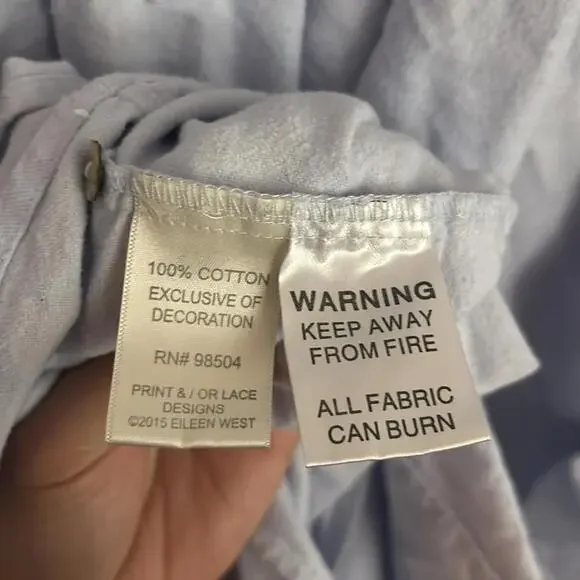 100% COTTON
EXCLUSIVE OF
DECORATION
RN# 98504
PRINT & / OR LACE
DESIGNS
©2015 EILEEN WEST
WARNING
KEEP AWAY
FROM FIRE
ALL FABRIC
CAN BURN